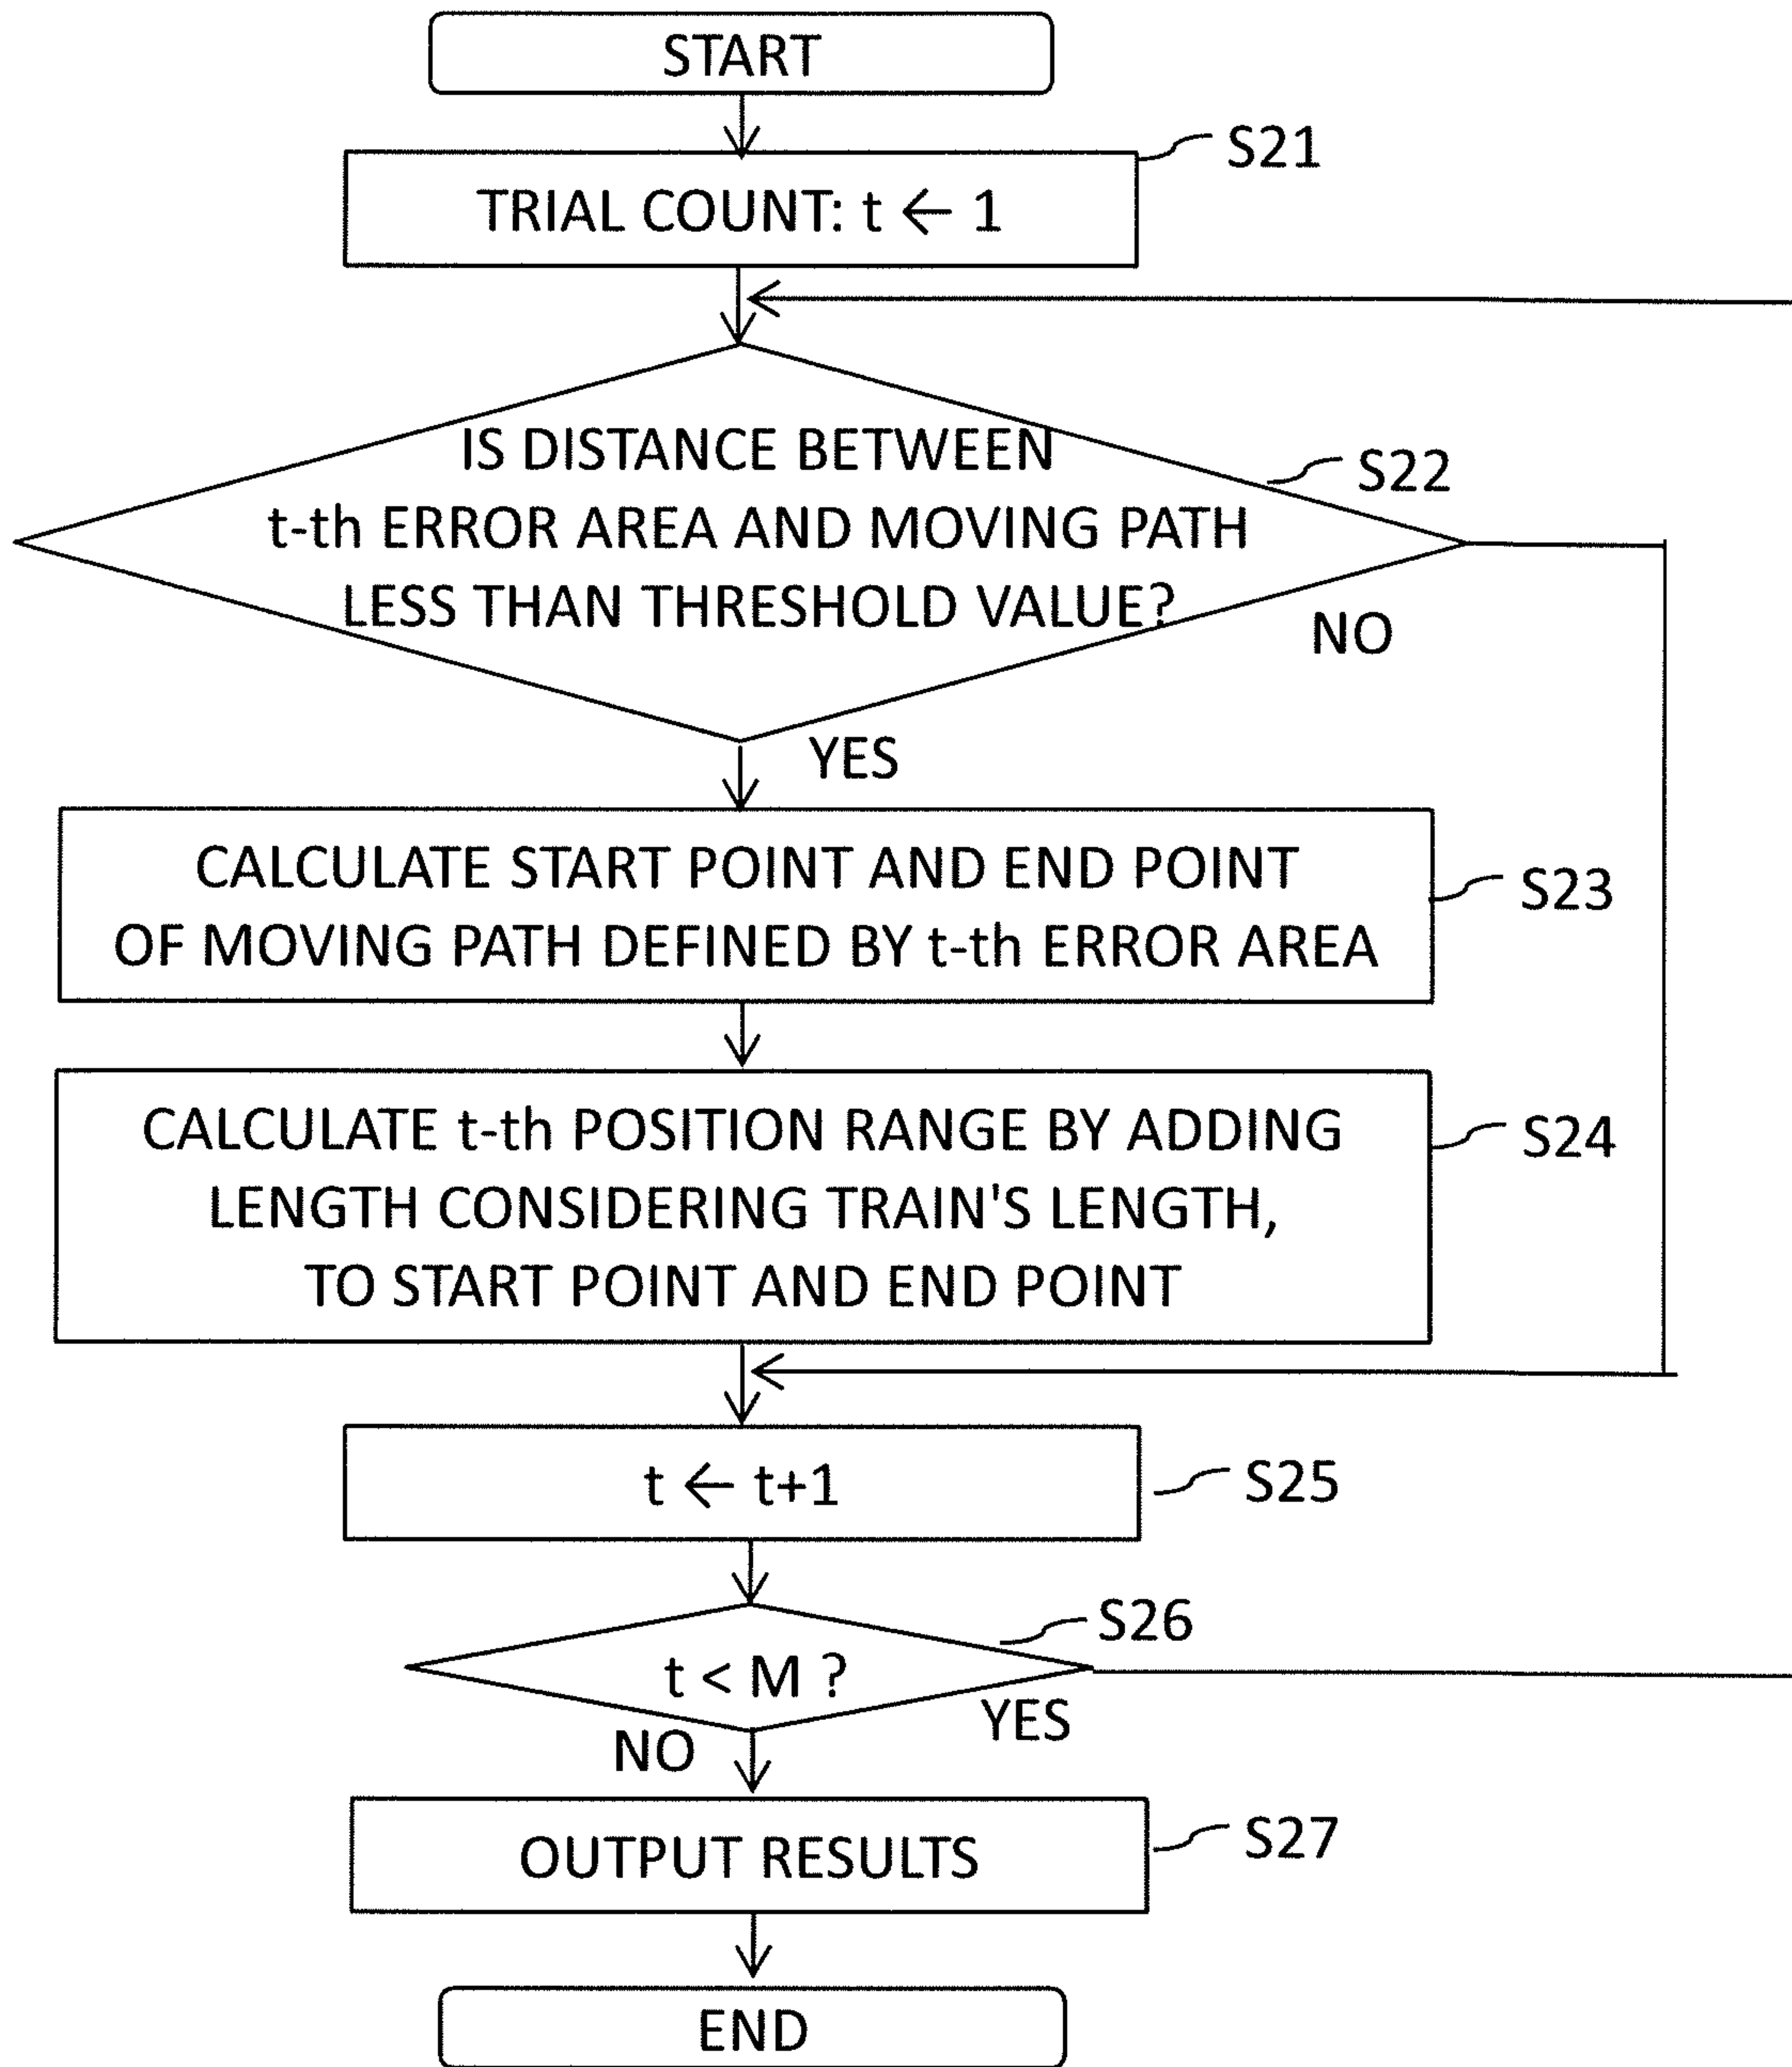 START
S21
TRIAL COUNT: t ← 1
IS DISTANCE BETWEEN
t-th ERROR AREA AND MOVING PATH
LESS THAN THRESHOLD VALUE?
S22
NO
YES
CALCULATE START POINT AND END POINT
OF MOVING PATH DEFINED BY t-th ERROR AREA
S23
CALCULATE t-th POSITION RANGE BY ADDING
LENGTH CONSIDERING TRAIN'S LENGTH,
TO START POINT AND END POINT
S24
t ← t+1
S25
S26
t < M ?
YES
NO
OUTPUT RESULTS
S27
END